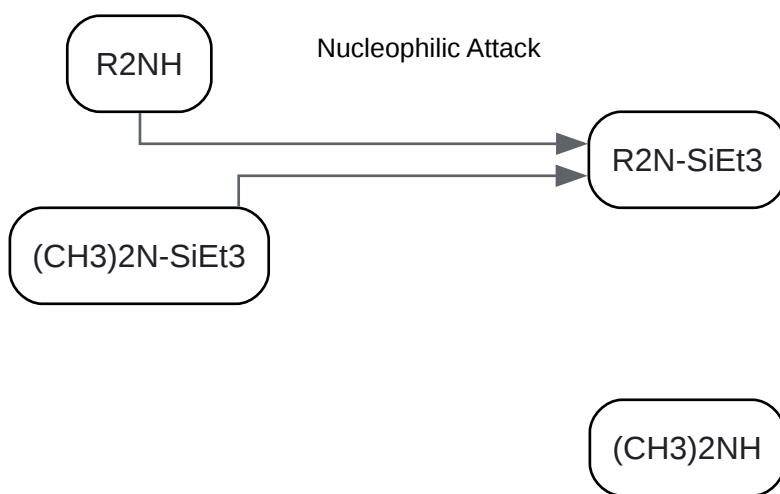 R2NH
Nucleophilic Attack
R2N-SiEt3
(CH3)2N-SiEt3
(CH3)2NH